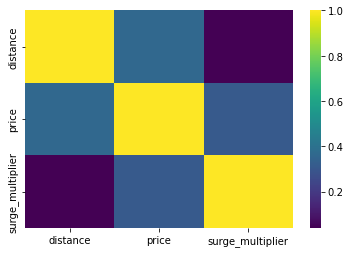 distance
price
surge_multiplier
distance
price
surge_multiplier
1.0
0.8
0.6
0.4
0.2